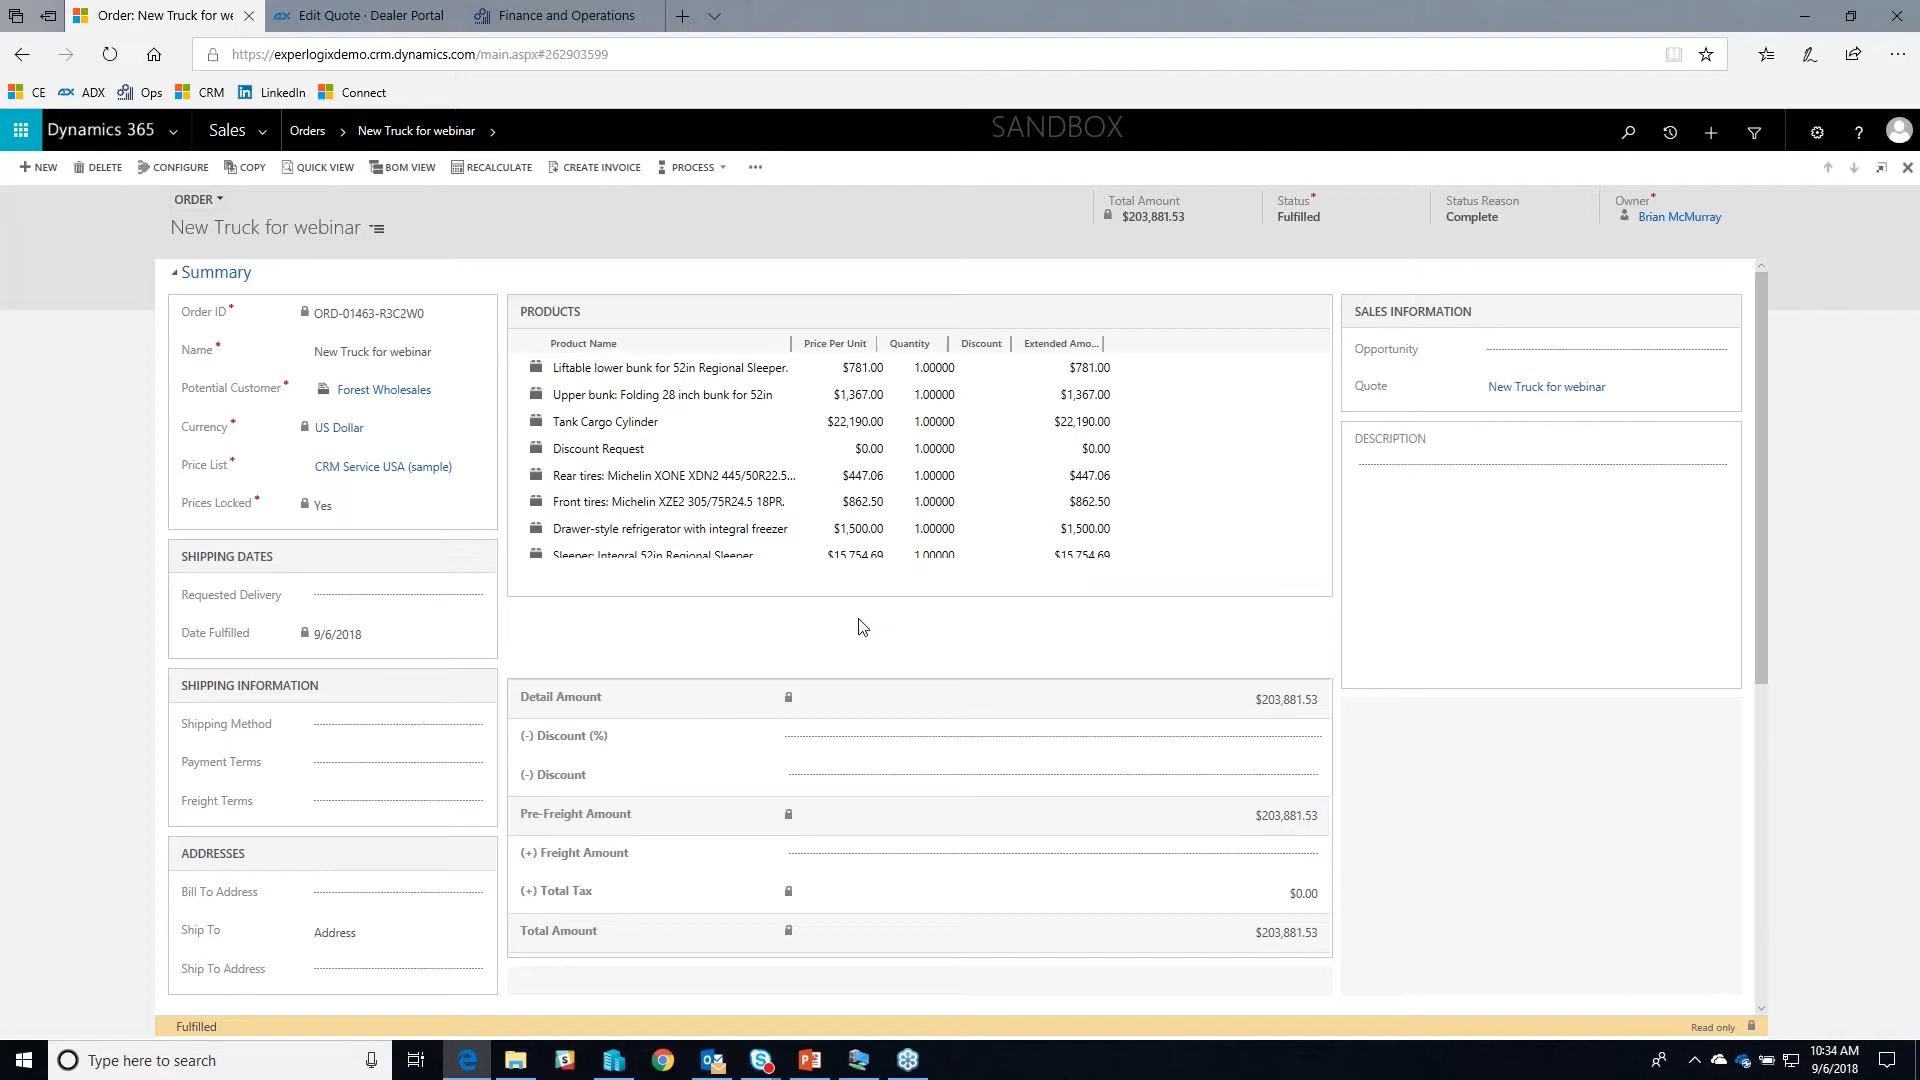 Order: New Truck for we
Edit Quote · Dealer Portal
Finance and Operations
https://experlogixdemo.crm.dynamics.com/main.aspx#262903599
CE
ADX
Ops
CRM
LinkedIn
Connect
Dynamics 365
Sales
Orders
New Truck for webinar
SANDBOX
NEW
DELETE
CONFIGURE
COPY
QUICK VIEW
BOM VIEW
RECALCULATE
CREATE INVOICE
PROCESS
ORDER
New Truck for webinar
Total Amount
$203,881.53
Status*
Fulfilled
Status Reason
Complete
Owner*
Brian McMurray
Summary
Order ID* ORD-01463-R3C2W0
Name* New Truck for webinar
Potential Customer* Forest Wholesales
Currency* US Dollar
Price List* CRM Service USA (sample)
Prices Locked* Yes
SHIPPING DATES
Requested Delivery
Date Fulfilled 9/6/2018
SHIPPING INFORMATION
Shipping Method
Payment Terms
Freight Terms
ADDRESSES
Bill To Address
Ship To Address
Ship To Address
PRODUCTS
Product Name Price Per Unit Quantity Discount Extended Amo...
Liftable lower bunk for 52in Regional Sleeper. $781.00 1.00000 $781.00
Upper bunk: Folding 28 inch bunk for 52in $1,367.00 1.00000 $1,367.00
Tank Cargo Cylinder $22,190.00 1.00000 $22,190.00
Discount Request $0.00 1.00000 $0.00
Rear tires: Michelin XONE XDN2 445/50R22.5... $447.06 1.00000 $447.06
Front tires: Michelin XZE2 305/75R24.5 18PR. $862.50 1.00000 $862.50
Drawer-style refrigerator with integral freezer $1,500.00 1.00000 $1,500.00
Sleeper: Integral 52in Regional Sleeper $15,754.69 1.00000 $15,754.69
Detail Amount $203,881.53
(-) Discount (%)
(-) Discount
Pre-Freight Amount $203,881.53
(+) Freight Amount
(+) Total Tax $0.00
Total Amount $203,881.53
SALES INFORMATION
Opportunity
Quote New Truck for webinar
DESCRIPTION
Fulfilled
Read only
Type here to search
10:34 AM
9/6/2018